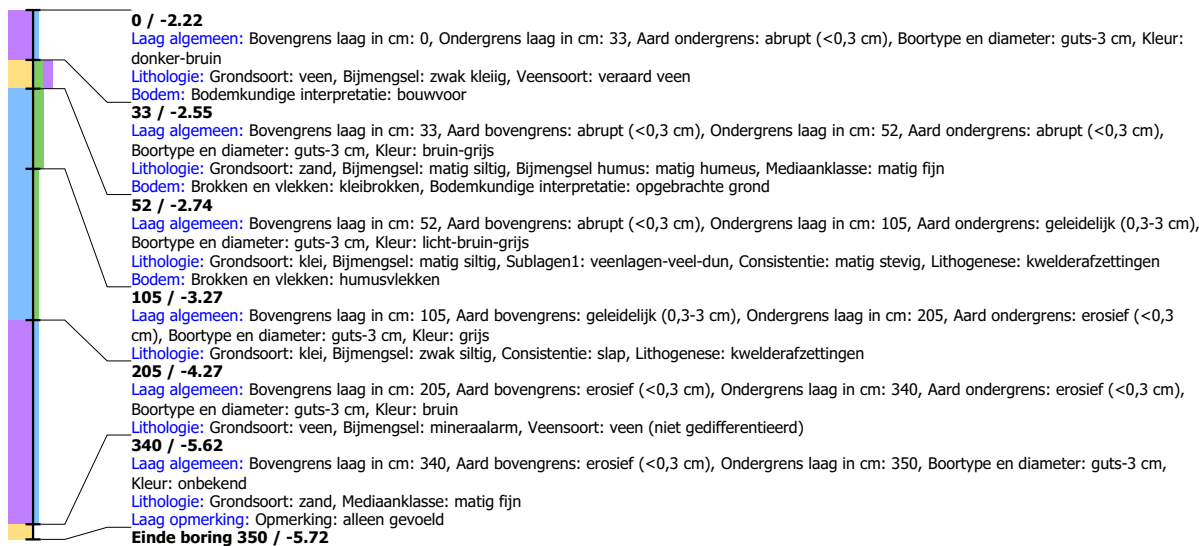 0 / -2.22
Laag algemeen: Bovengrens laag in cm: 0, Ondergrens laag in cm: 33, Aard ondergrens: abrupt (<0,3 cm), Boortype en diameter: guts-3 cm, Kleur:
donker-bruin
Lithologie: Grondsoort: veen, Bijmengsel: zwak kleiig, Veensoort: veraard veen
Bodem: Bodemkundige interpretatie: bouwvoor
33 / -2.55
Laag algemeen: Bovengrens laag in cm: 33, Aard bovengrens: abrupt (<0,3 cm), Ondergrens laag in cm: 52, Aard ondergrens: abrupt (<0,3 cm),
Boortype en diameter: guts-3 cm, Kleur: bruin-grijs
Lithologie: Grondsoort: zand, Bijmengsel: matig siltig, Bijmengsel humus: matig humeus, Mediaanklasse: matig fijn
Bodem: Brokken en vlekken: kleibrokken, Bodemkundige interpretatie: opgebrachte grond
52 / -2.74
Laag algemeen: Bovengrens laag in cm: 52, Aard bovengrens: abrupt (<0,3 cm), Ondergrens laag in cm: 105, Aard ondergrens: geleidelijk (0,3-3 cm),
Boortype en diameter: guts-3 cm, Kleur: licht-bruin-grijs
Lithologie: Grondsoort: klei, Bijmengsel: matig siltig, Sublagen1: veenlagen-veel-dun, Consistentie: matig stevig, Lithogenese: kwelderafzettingen
Bodem: Brokken en vlekken: humusvlekken
105 / -3.27
Laag algemeen: Bovengrens laag in cm: 105, Aard bovengrens: geleidelijk (0,3-3 cm), Ondergrens laag in cm: 205, Aard ondergrens: erosief (<0,3
cm), Boortype en diameter: guts-3 cm, Kleur: grijs
Lithologie: Grondsoort: klei, Bijmengsel: zwak siltig, Consistentie: slap, Lithogenese: kwelderafzettingen
205 / -4.27
Laag algemeen: Bovengrens laag in cm: 205, Aard bovengrens: erosief (<0,3 cm), Ondergrens laag in cm: 340, Aard ondergrens: erosief (<0,3 cm),
Boortype en diameter: guts-3 cm, Kleur: bruin
Lithologie: Grondsoort: veen, Bijmengsel: mineraalarm, Veensoort: veen (niet gedifferentieerd)
340 / -5.62
Laag algemeen: Bovengrens laag in cm: 340, Aard bovengrens: erosief (<0,3 cm), Ondergrens laag in cm: 350, Boortype en diameter: guts-3 cm,
Kleur: onbekend
Lithologie: Grondsoort: zand, Mediaanklasse: matig fijn
Laag opmerking: Opmerking: alleen gevoeld
Einde boring 350 / -5.72